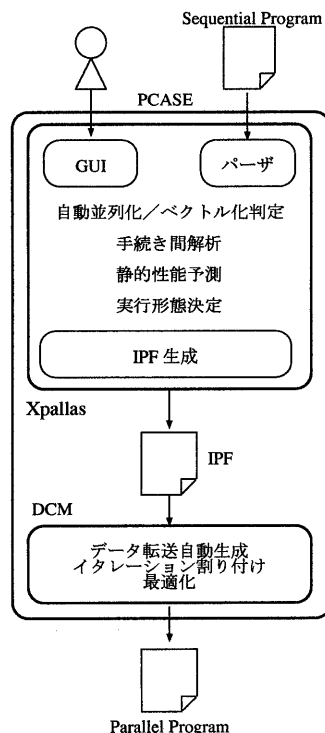 Sequential Program
PCASE
GUI
パーザ
自動並列化／ベクトル化判定
手続き間解析
静的性能予測
実行形態決定
IPF 生成
Xpallas
IPF
DCM
データ転送自動生成
イタレーション割り付け
最適化
Parallel Program